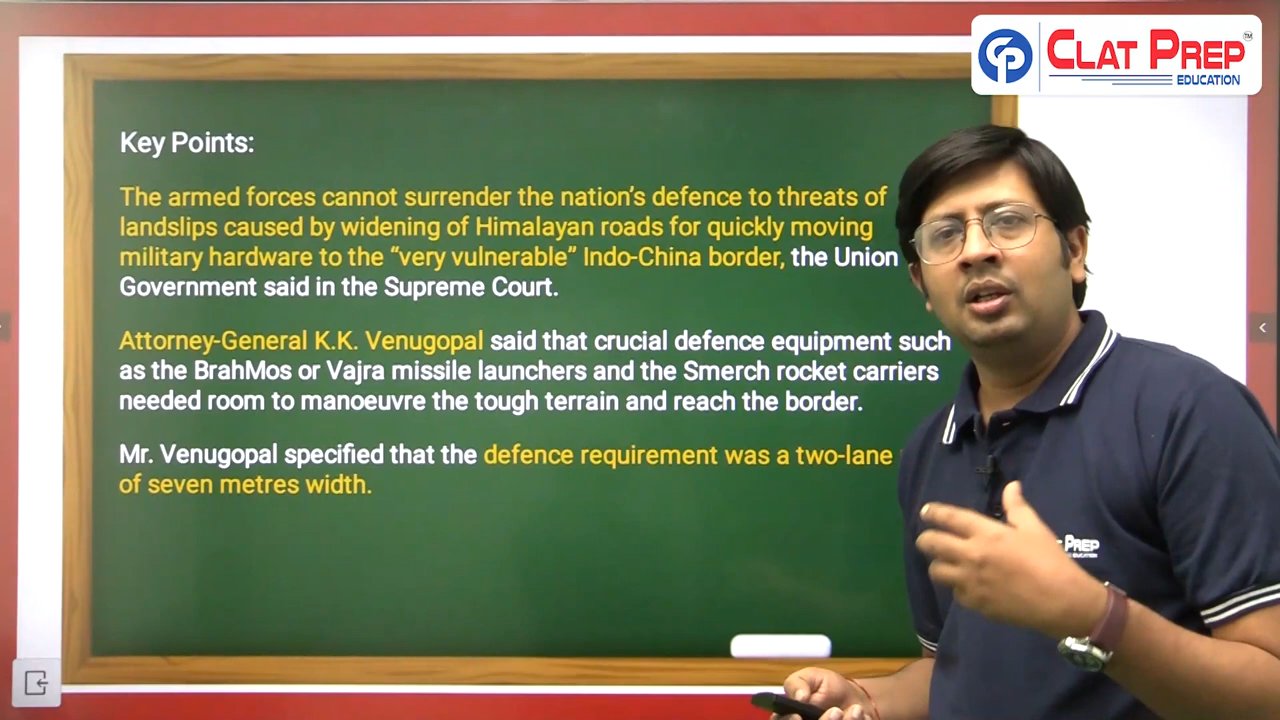 CLAT PREP
TM
EDUCATION
Key Points:
The armed forces cannot surrender the nation's defence to threats of
landslips caused by widening of Himalayan roads for quickly moving
military hardware to the “very vulnerable” Indo-China border, the Union
Government said in the Supreme Court.
Attorney-General K.K. Venugopal said that crucial defence equipment such
as the BrahMos or Vajra missile launchers and the Smerch rocket carriers
needed room to manoeuvre the tough terrain and reach the border.
Mr. Venugopal specified that the defence requirement was a two-lane
of seven metres width.
PREP
EDUCATION